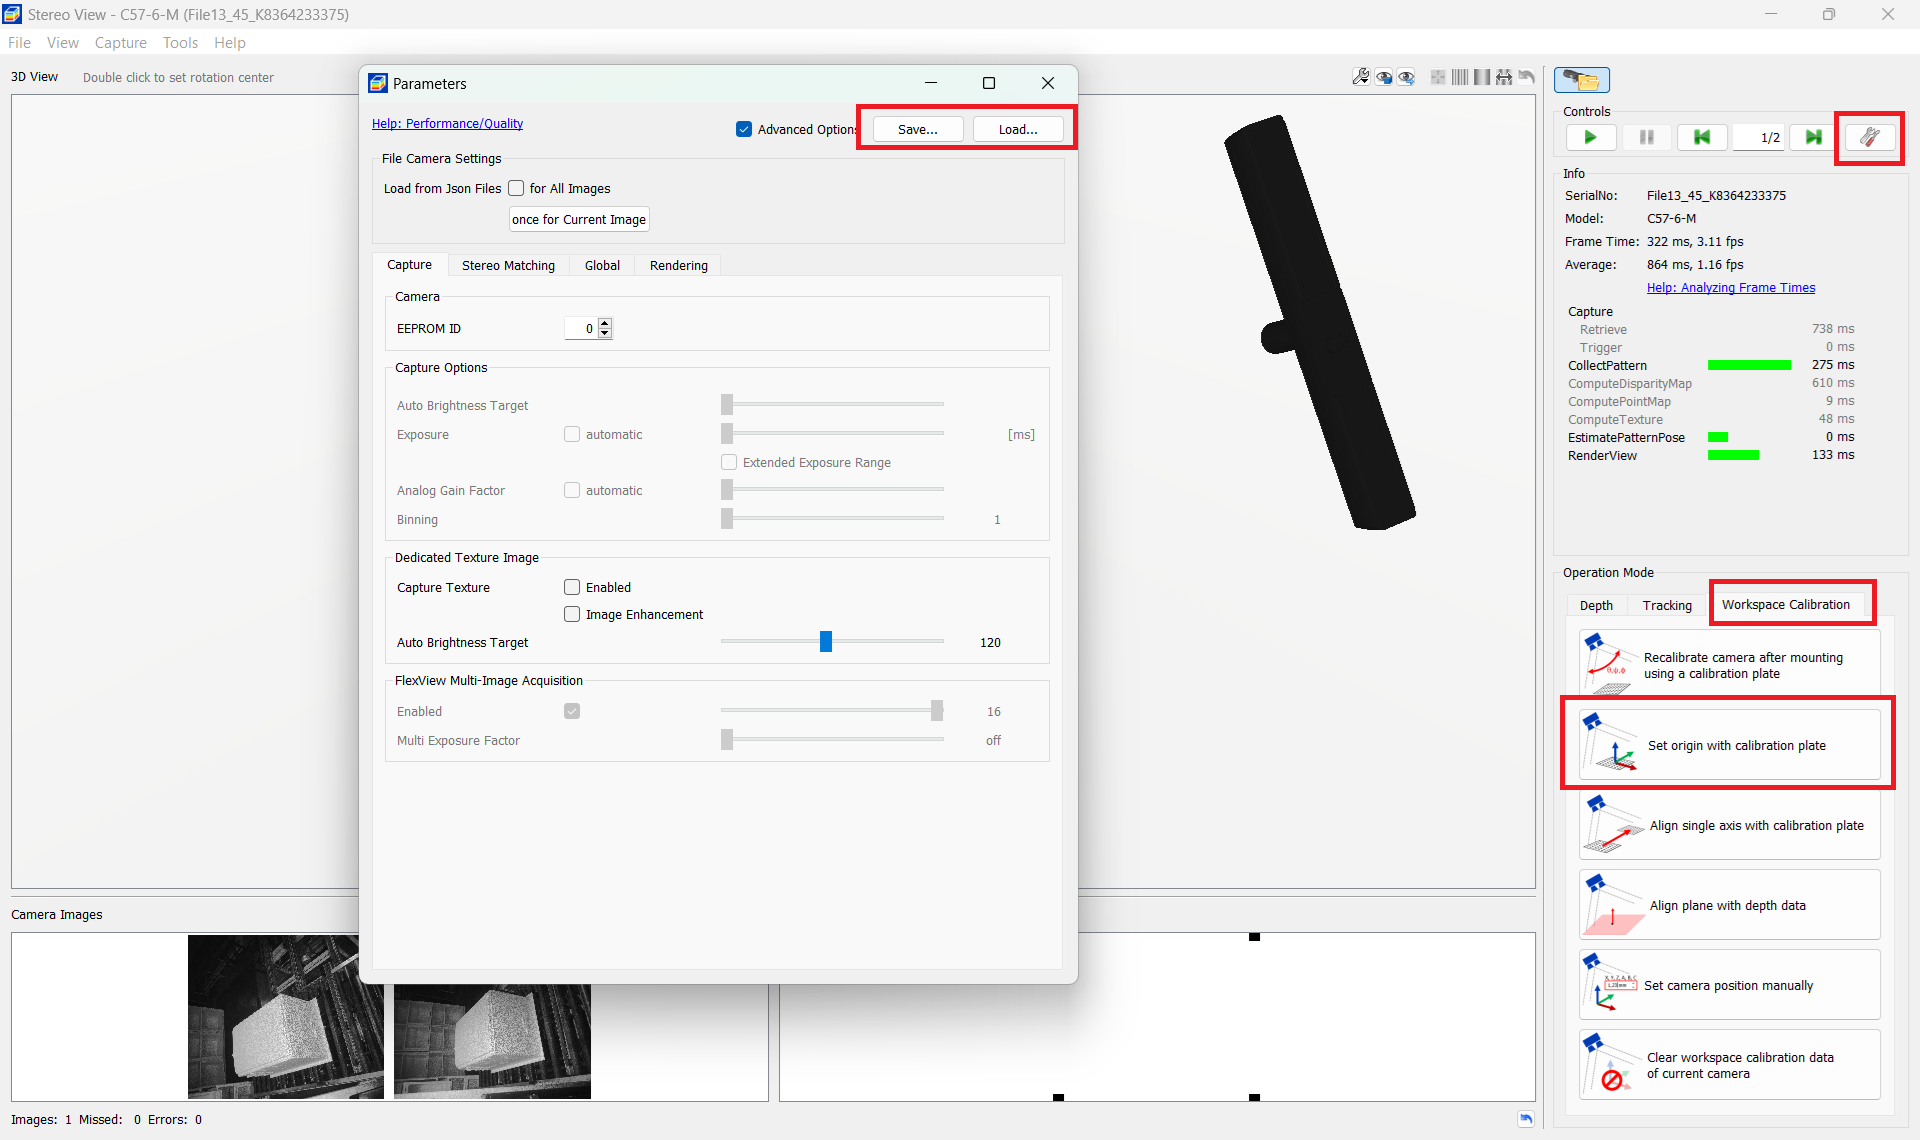 Stereo View - C57-6-M (File13_45_K8364233375)
File View Capture Tools Help
3D View Double click to set rotation center
Parameters
Help: Performance/Quality
Advanced Option
Save...
Load...
File Camera Settings
Load from Json Files for All Images
once for Current Image
Capture Stereo Matching Global Rendering
Camera
EEPROM ID 0
Capture Options
Auto Brightness Target
Exposure automatic [ms]
Extended Exposure Range
Analog Gain Factor automatic
Binning 1
Dedicated Texture Image
Capture Texture Enabled
Image Enhancement
Auto Brightness Target 120
FlexView Multi-Image Acquisition
Enabled 16
Multi Exposure Factor off
Controls
1/2
Info
SerialNo: File13_45_K8364233375
Model: C57-6-M
Frame Time: 322 ms, 3.11 fps
Average: 864 ms, 1.16 fps
Help: Analyzing Frame Times
Capture
Retrieve 738 ms
Trigger 0 ms
CollectPattern 275 ms
ComputeDisparityMap 610 ms
ComputePointMap 9 ms
ComputeTexture 48 ms
EstimatePatternPose 0 ms
RenderView 133 ms
Operation Mode
Depth Tracking Workspace Calibration
Recalibrate camera after mounting
using a calibration plate
Set origin with calibration plate
Align single axis with calibration plate
Align plane with depth data
Set camera position manually
Clear workspace calibration data
of current camera
Camera Images
Images: 1 Missed: 0 Errors: 0